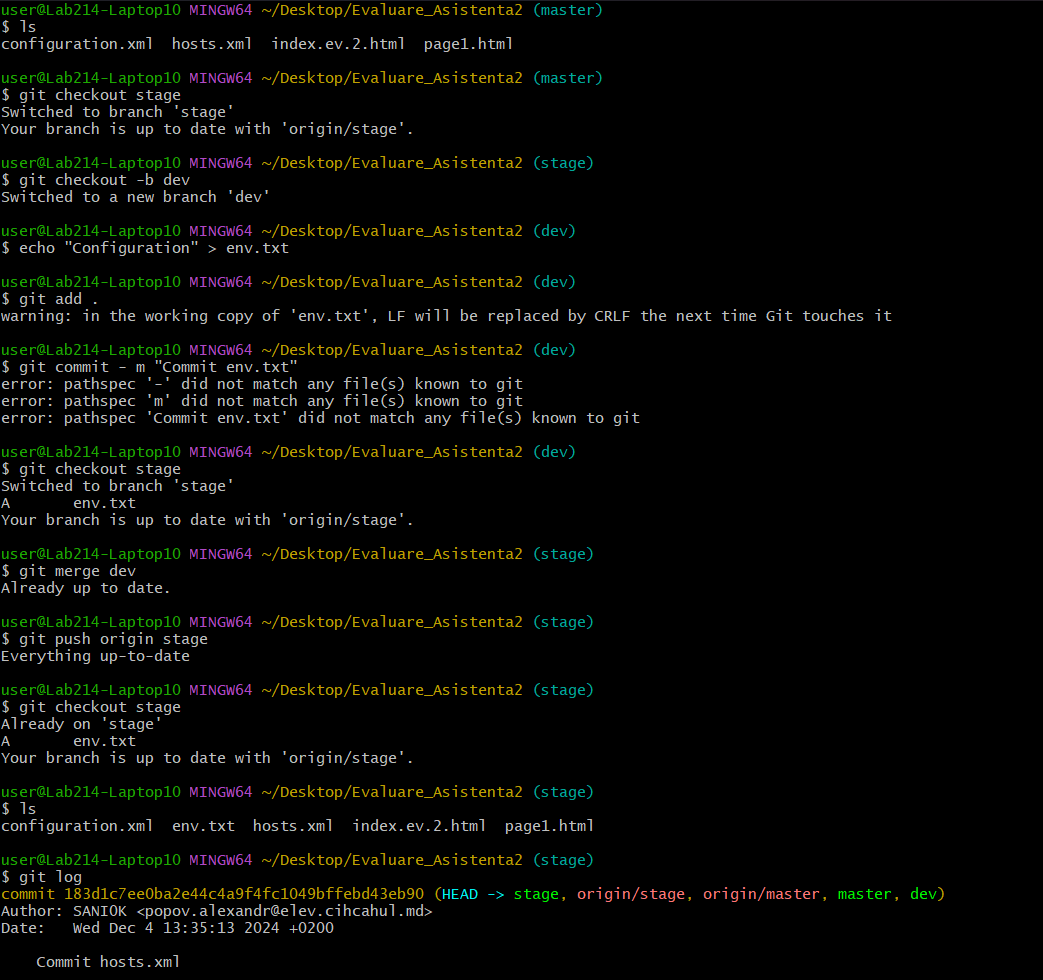 user@Lab214-Laptop10 MINGW64 ~/Desktop/Evaluare_Asistenta2 (master)
$ ls
configuration.xml  hosts.xml  index.ev.2.html  page1.html
user@Lab214-Laptop10 MINGW64 ~/Desktop/Evaluare_Asistenta2 (master)
$ git checkout stage
Switched to branch 'stage'
Your branch is up to date with 'origin/stage'.
user@Lab214-Laptop10 MINGW64 ~/Desktop/Evaluare_Asistenta2 (stage)
$ git checkout -b dev
Switched to a new branch 'dev'
user@Lab214-Laptop10 MINGW64 ~/Desktop/Evaluare_Asistenta2 (dev)
$ echo "Configuration" > env.txt
user@Lab214-Laptop10 MINGW64 ~/Desktop/Evaluare_Asistenta2 (dev)
$ git add .
warning: in the working copy of 'env.txt', LF will be replaced by CRLF the next time Git touches it
user@Lab214-Laptop10 MINGW64 ~/Desktop/Evaluare_Asistenta2 (dev)
$ git commit - m "Commit env.txt"
error: pathspec '-' did not match any file(s) known to git
error: pathspec 'm' did not match any file(s) known to git
error: pathspec 'Commit env.txt' did not match any file(s) known to git
user@Lab214-Laptop10 MINGW64 ~/Desktop/Evaluare_Asistenta2 (dev)
$ git checkout stage
Switched to branch 'stage'
A       env.txt
Your branch is up to date with 'origin/stage'.
user@Lab214-Laptop10 MINGW64 ~/Desktop/Evaluare_Asistenta2 (stage)
$ git merge dev
Already up to date.
user@Lab214-Laptop10 MINGW64 ~/Desktop/Evaluare_Asistenta2 (stage)
$ git push origin stage
Everything up-to-date
user@Lab214-Laptop10 MINGW64 ~/Desktop/Evaluare_Asistenta2 (stage)
$ git checkout stage
Already on 'stage'
A       env.txt
Your branch is up to date with 'origin/stage'.
user@Lab214-Laptop10 MINGW64 ~/Desktop/Evaluare_Asistenta2 (stage)
$ ls
configuration.xml  env.txt  hosts.xml  index.ev.2.html  page1.html
user@Lab214-Laptop10 MINGW64 ~/Desktop/Evaluare_Asistenta2 (stage)
$ git log
commit 183d1c7ee0ba2e44c4a9f4fc1049bffebd43eb90 (HEAD -> stage, origin/stage, origin/master, master, dev)
Author: SANIOK <popov.alexandr@elev.cihcahul.md>
Date:   Wed Dec 4 13:35:13 2024 +0200
    Commit hosts.xml